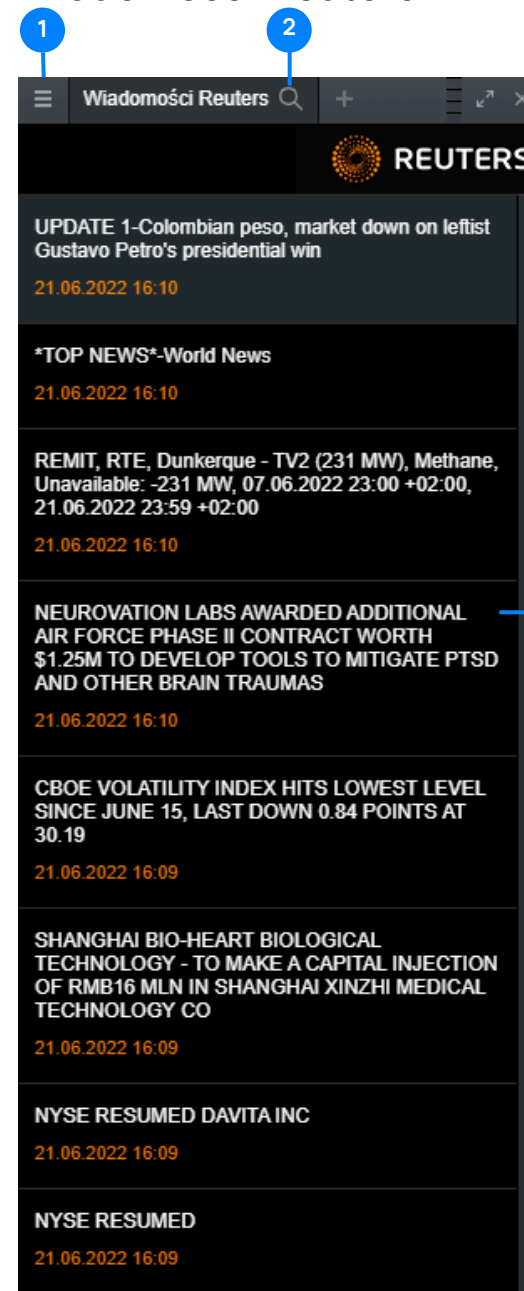 1
2
Wiadomości Reuters
REUTERS
UPDATE 1-Colombian peso, market down on leftist
Gustavo Petro's presidential win
21.06.2022 16:10
*TOP NEWS*-World News
21.06.2022 16:10
REMIT, RTE, Dunkerque - TV2 (231 MW), Methane,
Unavailable: -231 MW, 07.06.2022 23:00 +02:00,
21.06.2022 23:59 +02:00
21.06.2022 16:10
NEUROVATION LABS AWARDED ADDITIONAL
AIR FORCE PHASE II CONTRACT WORTH
$1.25M TO DEVELOP TOOLS TO MITIGATE PTSD
AND OTHER BRAIN TRAUMAS
21.06.2022 16:10
CBOE VOLATILITY INDEX HITS LOWEST LEVEL
SINCE JUNE 15, LAST DOWN 0.84 POINTS AT
30.19
21.06.2022 16:09
SHANGHAI BIO-HEART BIOLOGICAL
TECHNOLOGY - TO MAKE A CAPITAL INJECTION
OF RMB16 MLN IN SHANGHAI XINZHI MEDICAL
TECHNOLOGY CO
21.06.2022 16:09
NYSE RESUMED DAVITA INC
21.06.2022 16:09
NYSE RESUMED
21.06.2022 16:09